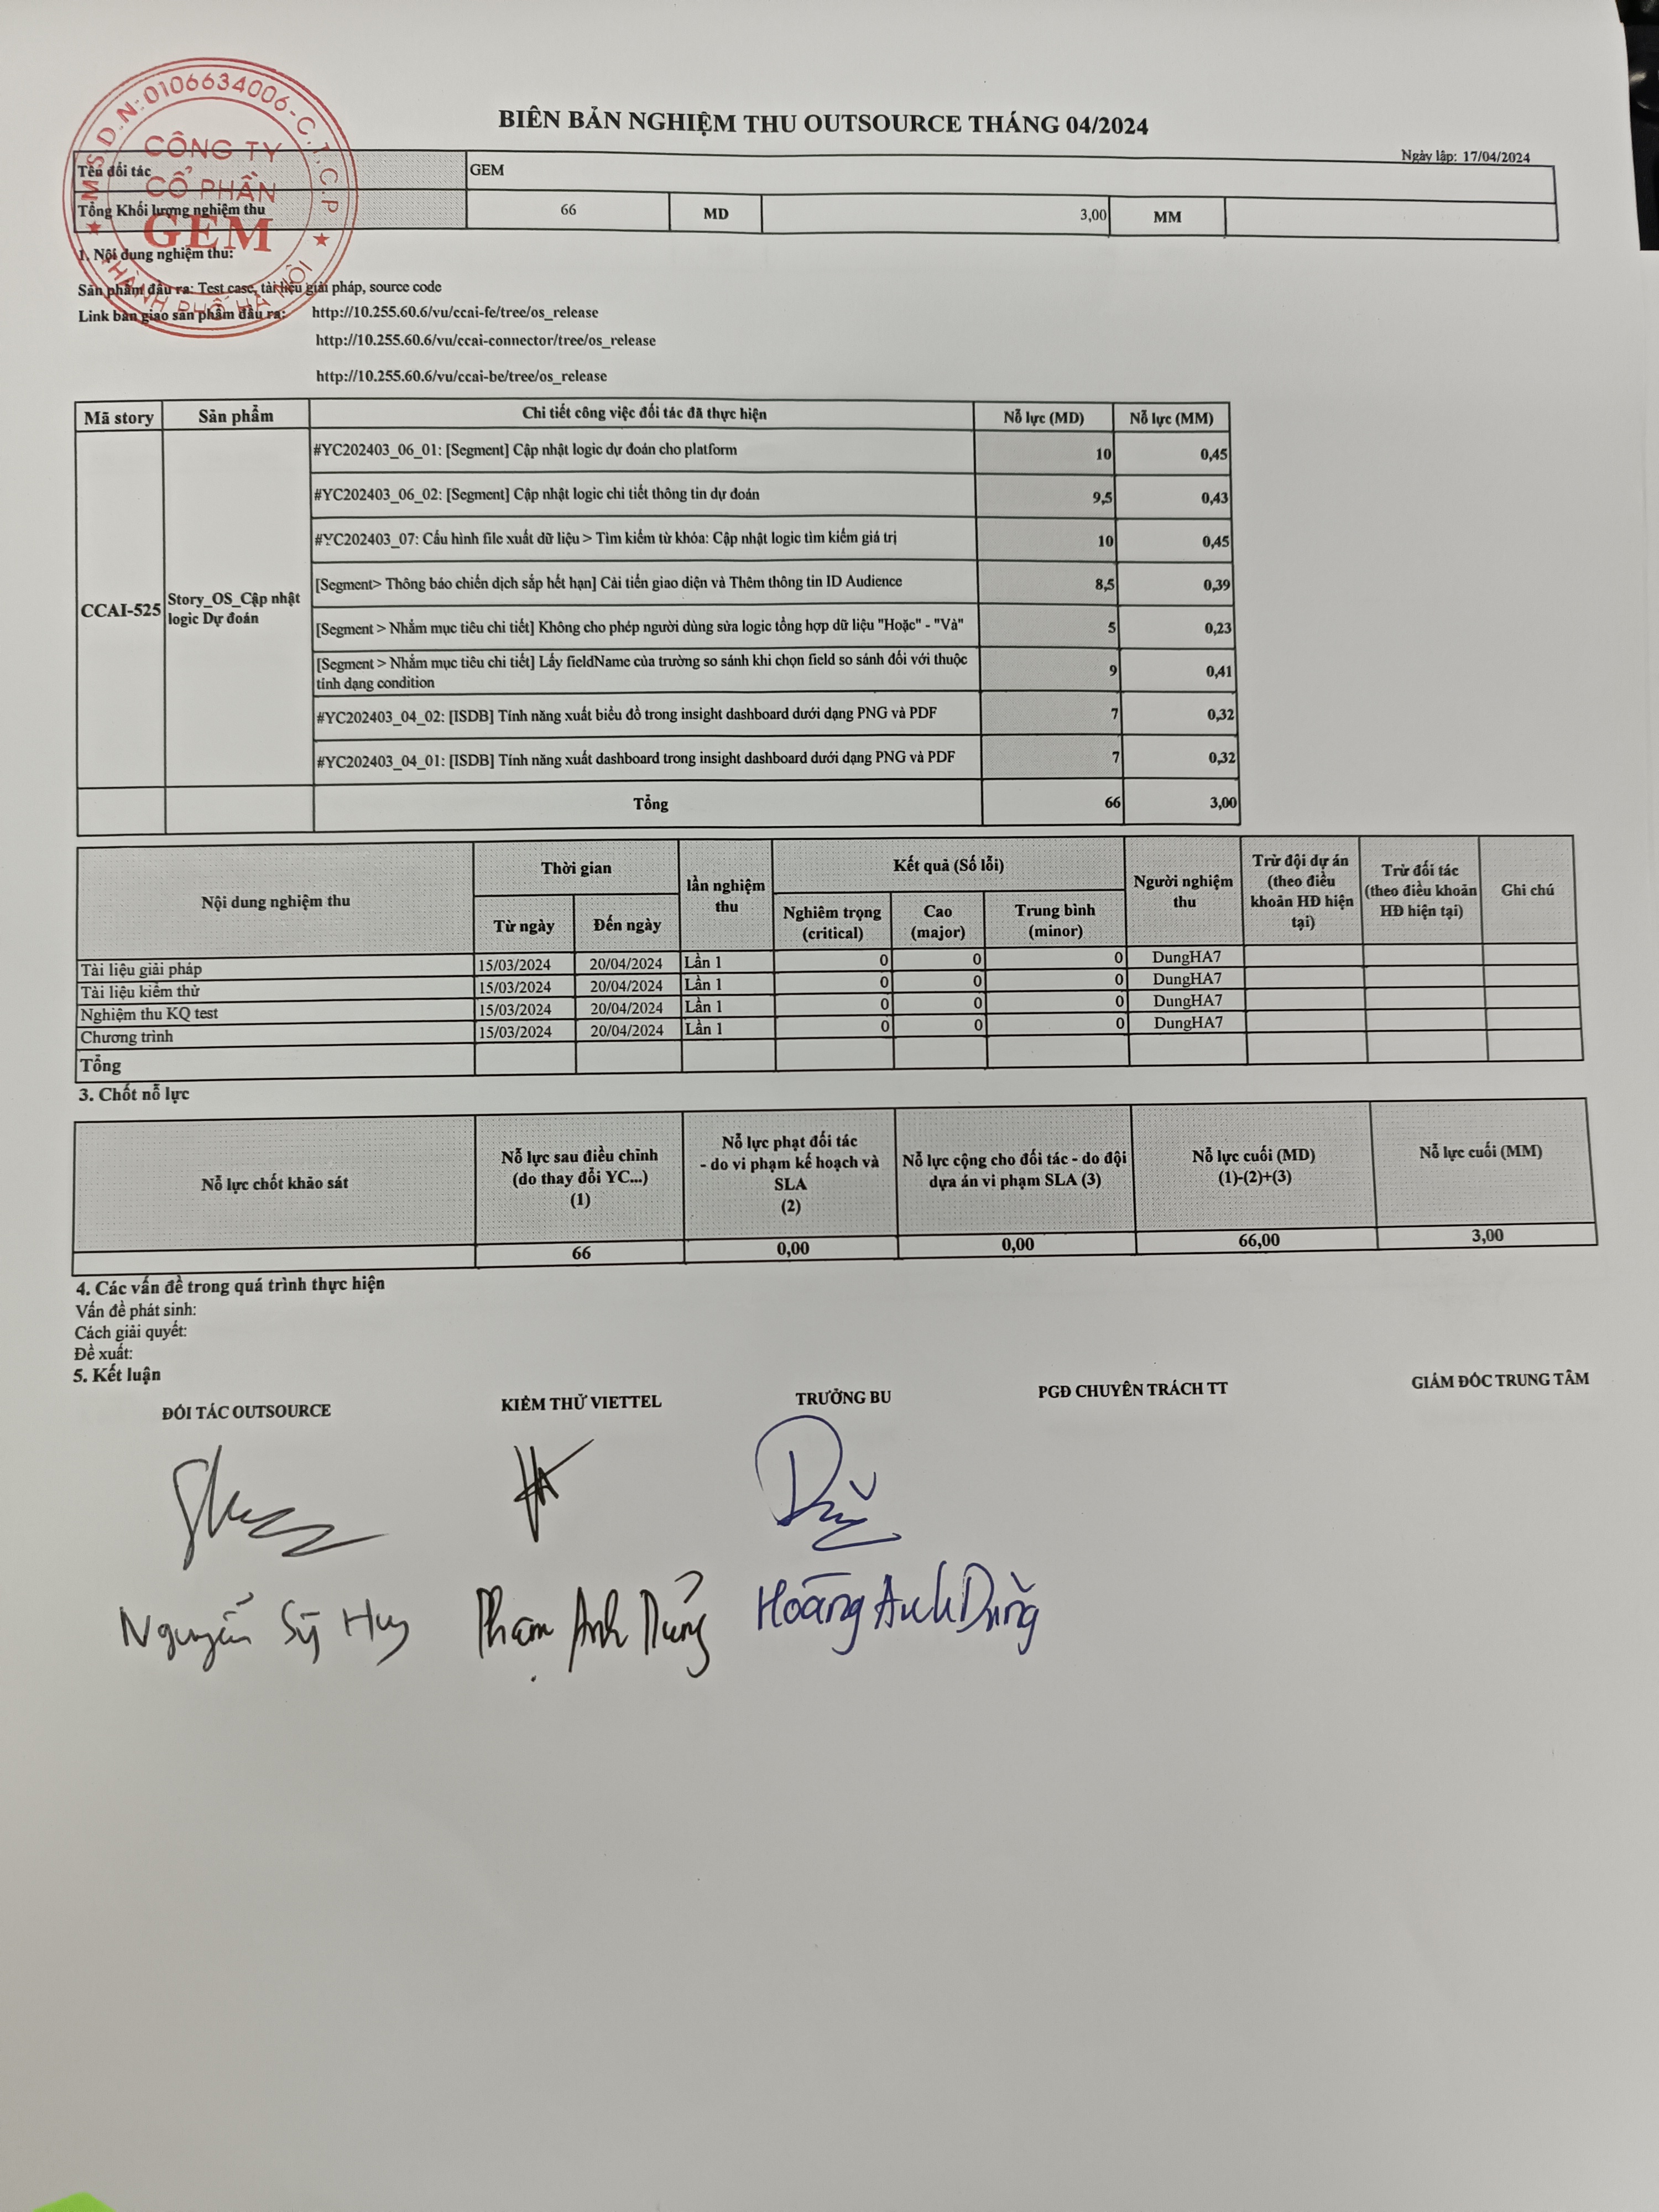 M.S.D.N:0106634006-C.T.C.P
CÔNG TY
CỔ PHẦN
GEM
THÀNH PHỐ HÀ NỘI
BIÊN BẢN NGHIỆM THU OUTSOURCE THÁNG 04/2024
Ngày lập: 17/04/2024
Tên đối tác GEM
Tổng Khối lượng nghiệm thu 66 MD 3,00 MM
1. Nội dung nghiệm thu:
Sản phẩm đầu ra: Test case, tài liệu giải pháp, source code
Link bàn giao sản phẩm đầu ra: http://10.255.60.6/vu/ccai-fe/tree/os_release
http://10.255.60.6/vu/ccai-connector/tree/os_release
http://10.255.60.6/vu/ccai-be/tree/os_release
Mã story Sản phẩm Chi tiết công việc đối tác đã thực hiện Nỗ lực (MD) Nỗ lực (MM)
CCAI-525 Story_OS_Cập nhật
logic Dự đoán
#YC202403_06_01: [Segment] Cập nhật logic dự đoán cho platform 10 0,45
#YC202403_06_02: [Segment] Cập nhật logic chi tiết thông tin dự đoán 9,5 0,43
#YC202403_07: Cấu hình file xuất dữ liệu > Tìm kiếm từ khóa: Cập nhật logic tìm kiếm giá trị 10 0,45
[Segment> Thông báo chiến dịch sắp hết hạn] Cải tiến giao diện và Thêm thông tin ID Audience 8,5 0,39
[Segment > Nhắm mục tiêu chi tiết] Không cho phép người dùng sửa logic tổng hợp dữ liệu "Hoặc" - "Và" 5 0,23
[Segment > Nhắm mục tiêu chi tiết] Lấy fieldName của trường so sánh khi chọn field so sánh đối với thuộc
tính dạng condition 9 0,41
#YC202403_04_02: [ISDB] Tính năng xuất biểu đồ trong insight dashboard dưới dạng PNG và PDF 7 0,32
#YC202403_04_01: [ISDB] Tính năng xuất dashboard trong insight dashboard dưới dạng PNG và PDF 7 0,32
Tổng 66 3,00
Nội dung nghiệm thu Thời gian lần nghiệm
thu Kết quả (Số lỗi) Người nghiệm
thu Trừ đội dự án
(theo điều
khoản HĐ hiện
tại) Trừ đối tác
(theo điều khoản
HĐ hiện tại) Ghi chú
Từ ngày Đến ngày Nghiêm trọng
(critical) Cao
(major) Trung bình
(minor)
Tài liệu giải pháp 15/03/2024 20/04/2024 Lần 1 0 0 0 DungHA7
Tài liệu kiểm thử 15/03/2024 20/04/2024 Lần 1 0 0 0 DungHA7
Nghiệm thu KQ test 15/03/2024 20/04/2024 Lần 1 0 0 0 DungHA7
Chương trình 15/03/2024 20/04/2024 Lần 1 0 0 0 DungHA7
Tổng
3. Chốt nỗ lực
Nỗ lực chốt khảo sát Nỗ lực sau điều chỉnh
(do thay đổi YC...)
(1) Nỗ lực phạt đối tác
- do vi phạm kế hoạch và
SLA
(2) Nỗ lực cộng cho đối tác - do đội
dựa án vi phạm SLA (3) Nỗ lực cuối (MD)
(1)-(2)+(3) Nỗ lực cuối (MM)
66 0,00 0,00 66,00 3,00
4. Các vấn đề trong quá trình thực hiện
Vấn đề phát sinh:
Cách giải quyết:
Đề xuất:
5. Kết luận
ĐÓI TÁC OUTSOURCE KIỂM THỬ VIETTEL TRƯỞNG BU PGĐ CHUYÊN TRÁCH TT GIÁM ĐỐC TRUNG TÂM
Nguyễn Sỹ Huy Phạm Anh Hoàng Anh Dũng